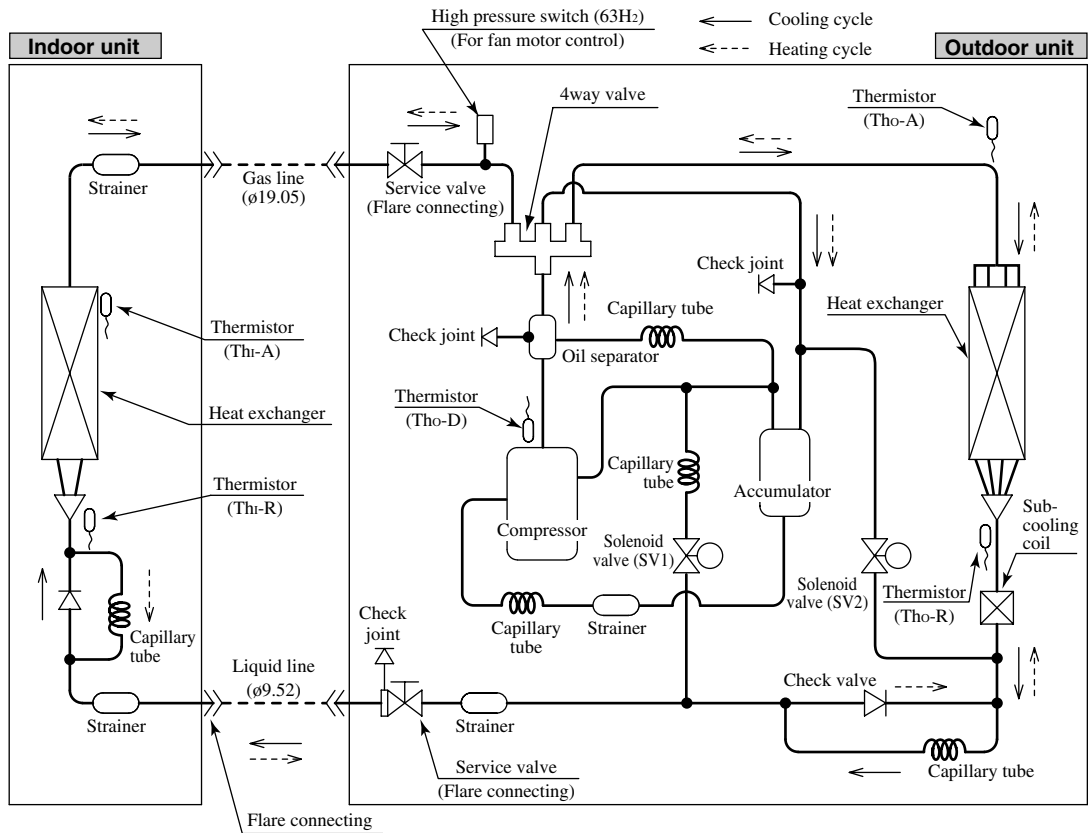 High pressure switch (63H2)
(For fan motor control)
Cooling cycle
Heating cycle
Indoor unit
Outdoor unit
4way valve
Thermistor
(Tho-A)
Strainer
Gas line
(ø19.05)
Service valve
(Flare connecting)
Check joint
Capillary tube
Heat exchanger
Thermistor
(ThI-A)
Check joint
Oil separator
Heat exchanger
Thermistor
(Tho-D)
Capillary
tube
Accumulator
Thermistor
(ThI-R)
Compressor
Sub-
cooling
coil
Solenoid
valve (SV1)
Solenoid
valve (SV2)
Thermistor
(Tho-R)
Check
joint
Capillary
tube
Strainer
Capillary
tube
Liquid line
(ø9.52)
Check valve
Strainer
Strainer
Service valve
(Flare connecting)
Capillary tube
Flare connecting